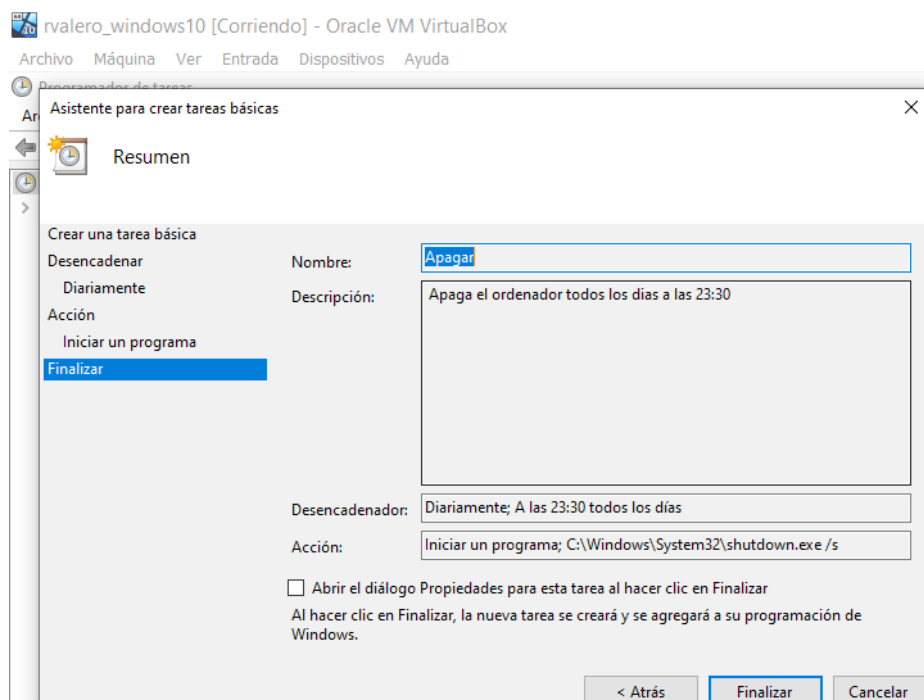 rvalero_windows10 [Corriendo] - Oracle VM VirtualBox
Archivo Máquina Ver Entrada Dispositivos Ayuda
Programador de tareas
Ar
Asistente para crear tareas básicas
Resumen
Crear una tarea básica
Desencadenar
Diariamente
Acción
Iniciar un programa
Finalizar
Nombre: Apagar
Descripción: Apaga el ordenador todos los dias a las 23:30
Desencadenador: Diariamente; A las 23:30 todos los días
Acción: Iniciar un programa; C:\Windows\System32\shutdown.exe /s
Abrir el diálogo Propiedades para esta tarea al hacer clic en Finalizar
Al hacer clic en Finalizar, la nueva tarea se creará y se agregará a su programación de
Windows.
< Atrás Finalizar Cancelar